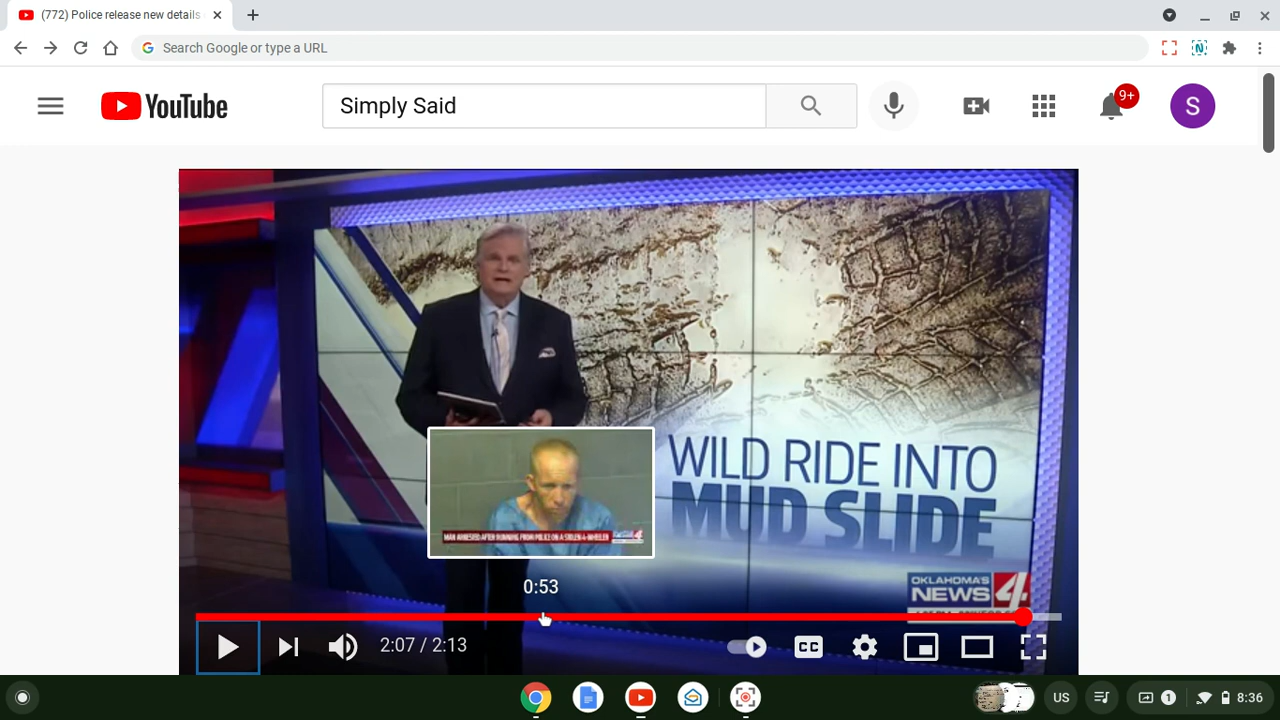 (772) Police release new details
Search Google or type a URL
YouTube
Simply Said
9+
S
WILD RIDE INTO
MUD SLIDE
MAN ARRESTED AFTER RUNNING FROM POLICE ON A STOLEN 4-WHEELER
4
OKLAHOMA'S
NEWS 4
0:53
2:07 / 2:13
CC
US
1
8:36